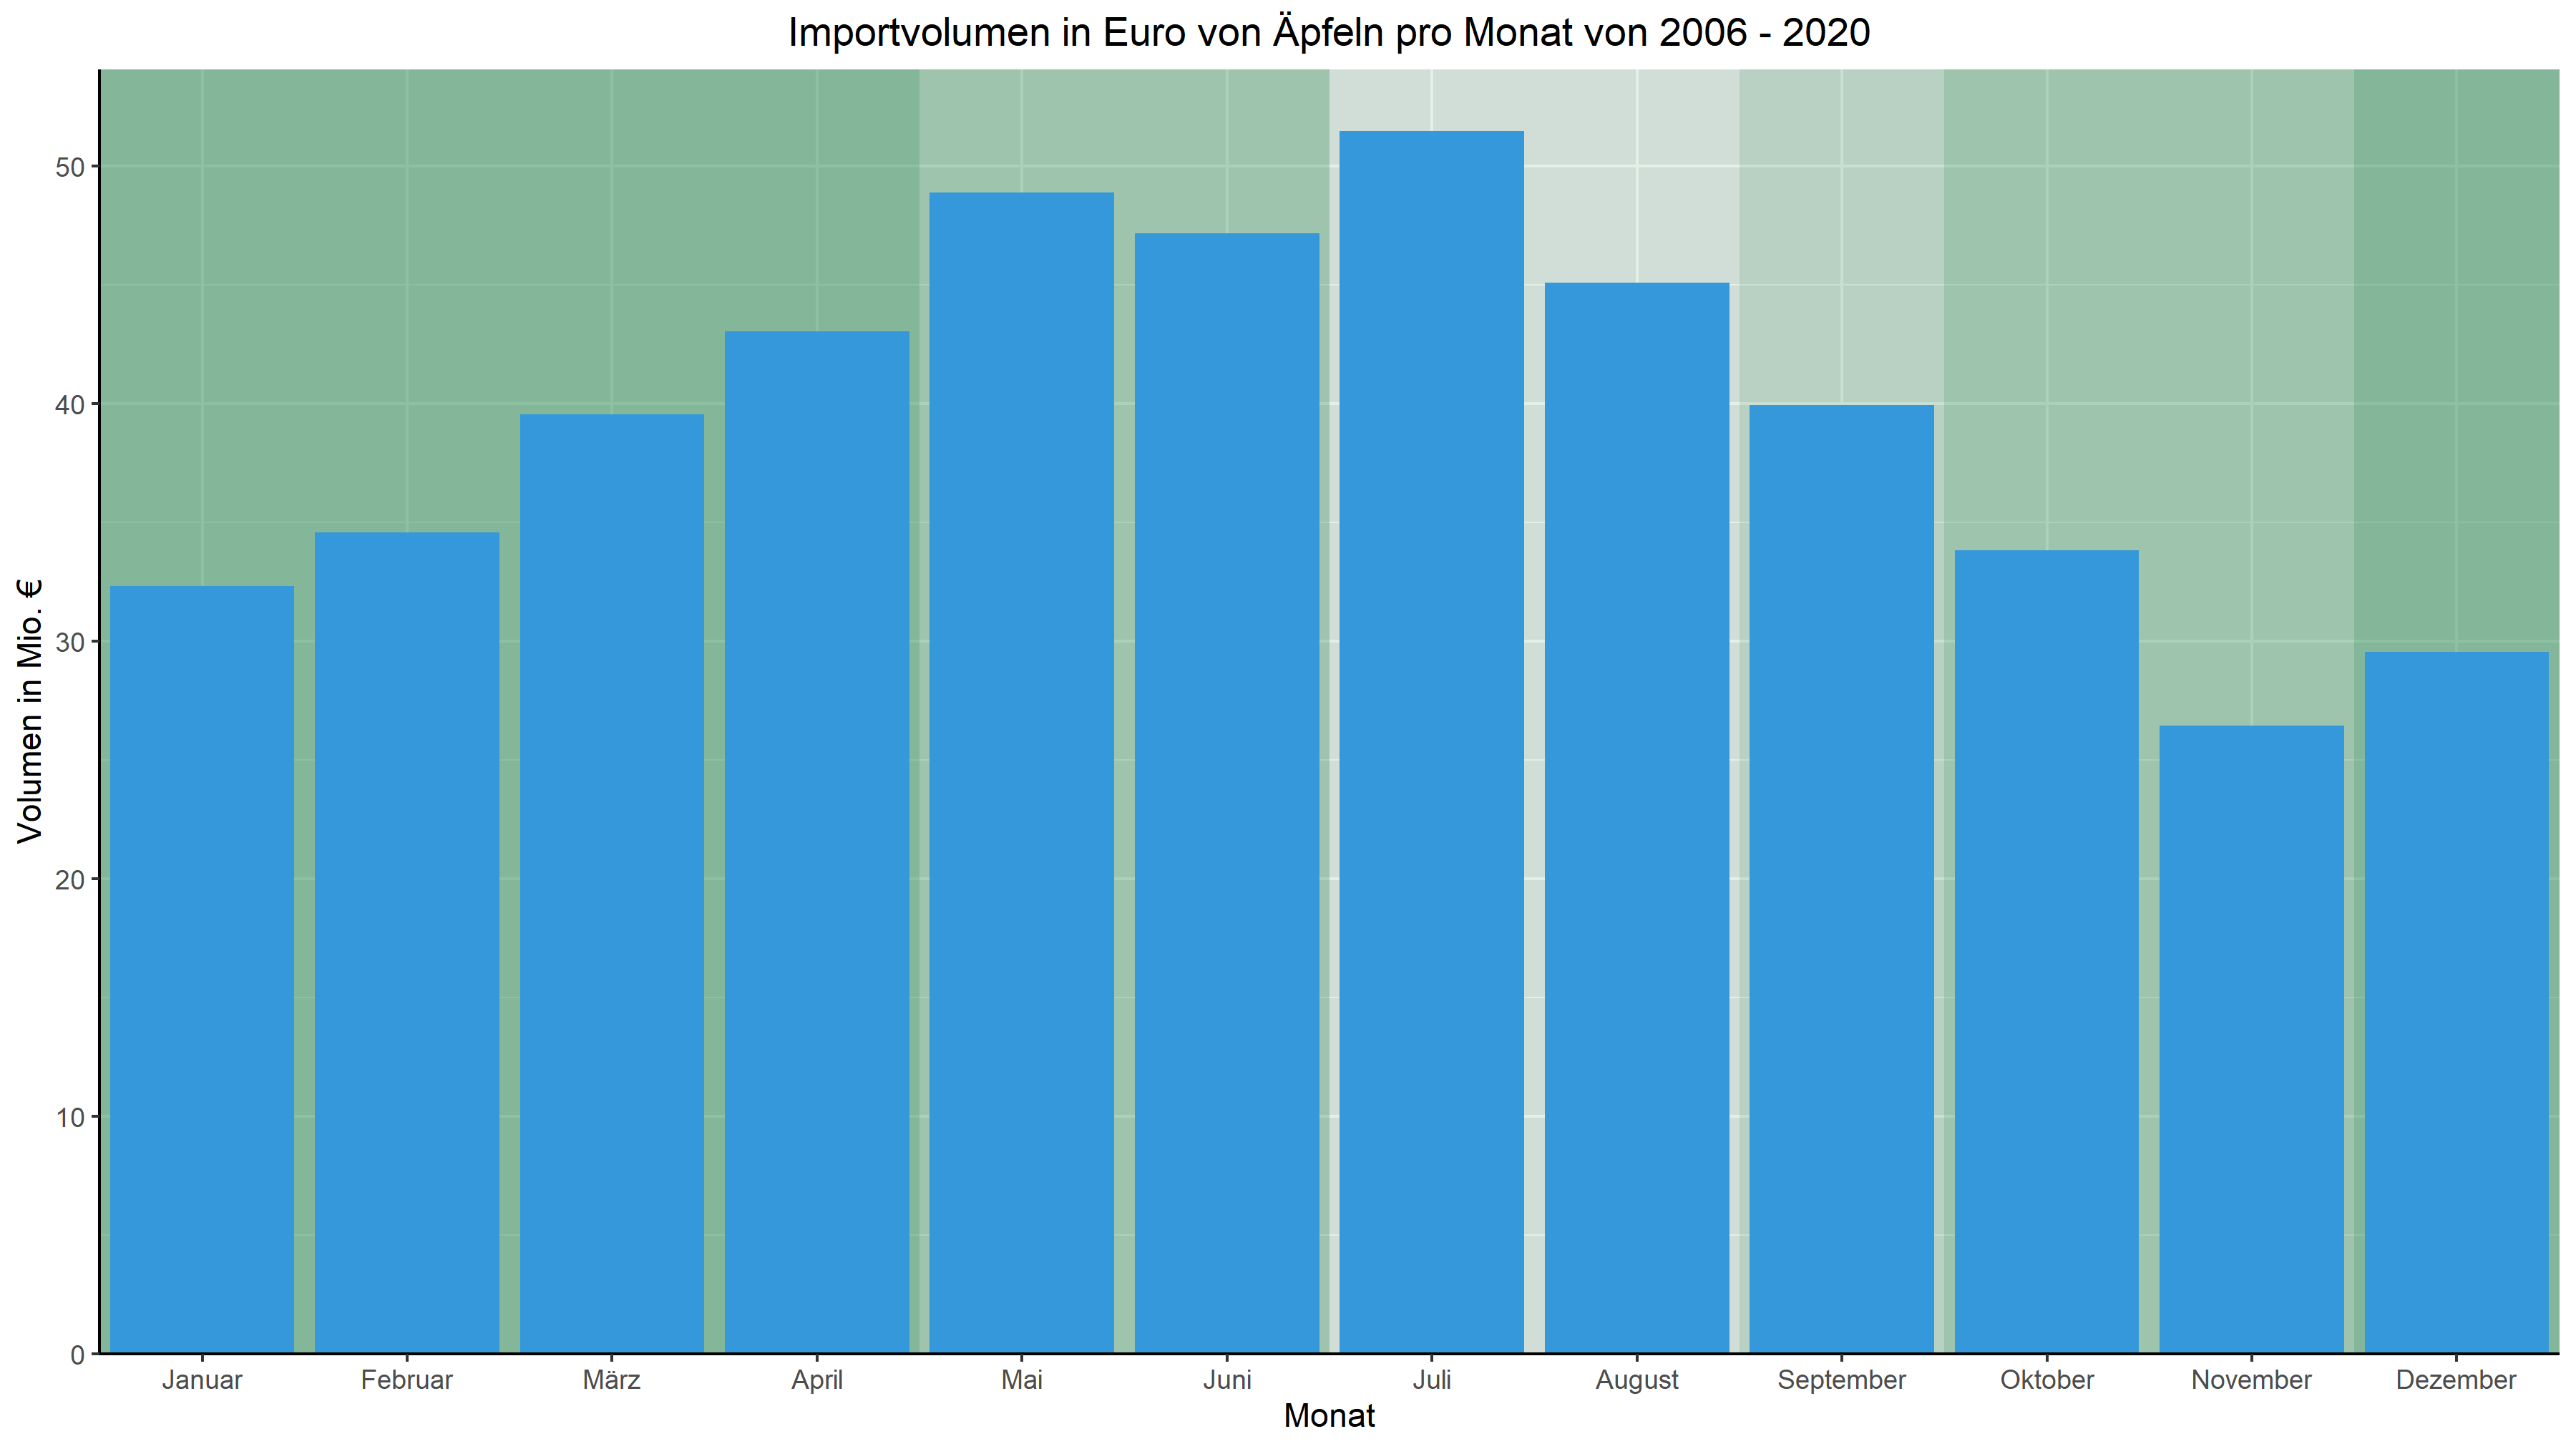 Importvolumen in Euro von Äpfeln pro Monat von 2006 - 2020
Volumen in Mio. €
50
40
30
20
10
0
Januar Februar März April Mai Juni Juli August September Oktober November Dezember
Monat